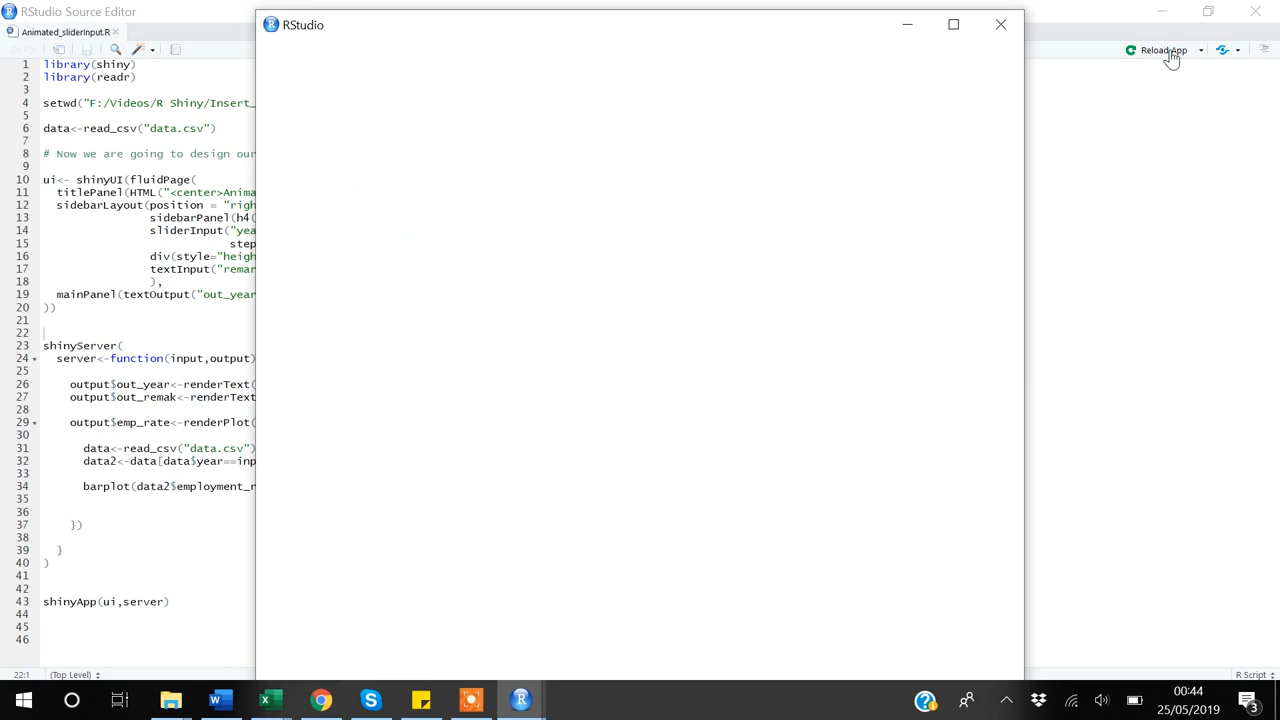 RStudio Source Editor
RStudio
Animated_sliderInput.R
Reload App
1 library(shiny)
2 library(readr)
3
4 setwd("F:/Videos/R Shiny/Insert_
5
6 data<-read_csv("data.csv")
7
8 # Now we are going to design our
9
10 ui<- shinyUI(fluidPage(
11 titlePanel(HTML("<center>Anima
12 sidebarLayout(position = "righ
13 sidebarPanel(h4(
14 sliderInput("yea
15 step
16 div(style="heigh
17 textInput("remar
18 ),
19 mainPanel(textOutput("out_year
20 ))
21
22
23 shinyServer(
24 server<-function(input,output)
25
26 output$out_year<-renderText(
27 output$out_remak<-renderText
28
29 output$emp_rate<-renderPlot(
30
31 data<-read_csv("data.csv")
32 data2<-data[data$year==inp
33
34 barplot(data2$employment_n
35
36
37 })
38
39 }
40 )
41
42
43 shinyApp(ui,server)
44
45
46
22:1 (Top Level) R Script
00:44
25/05/2019
3